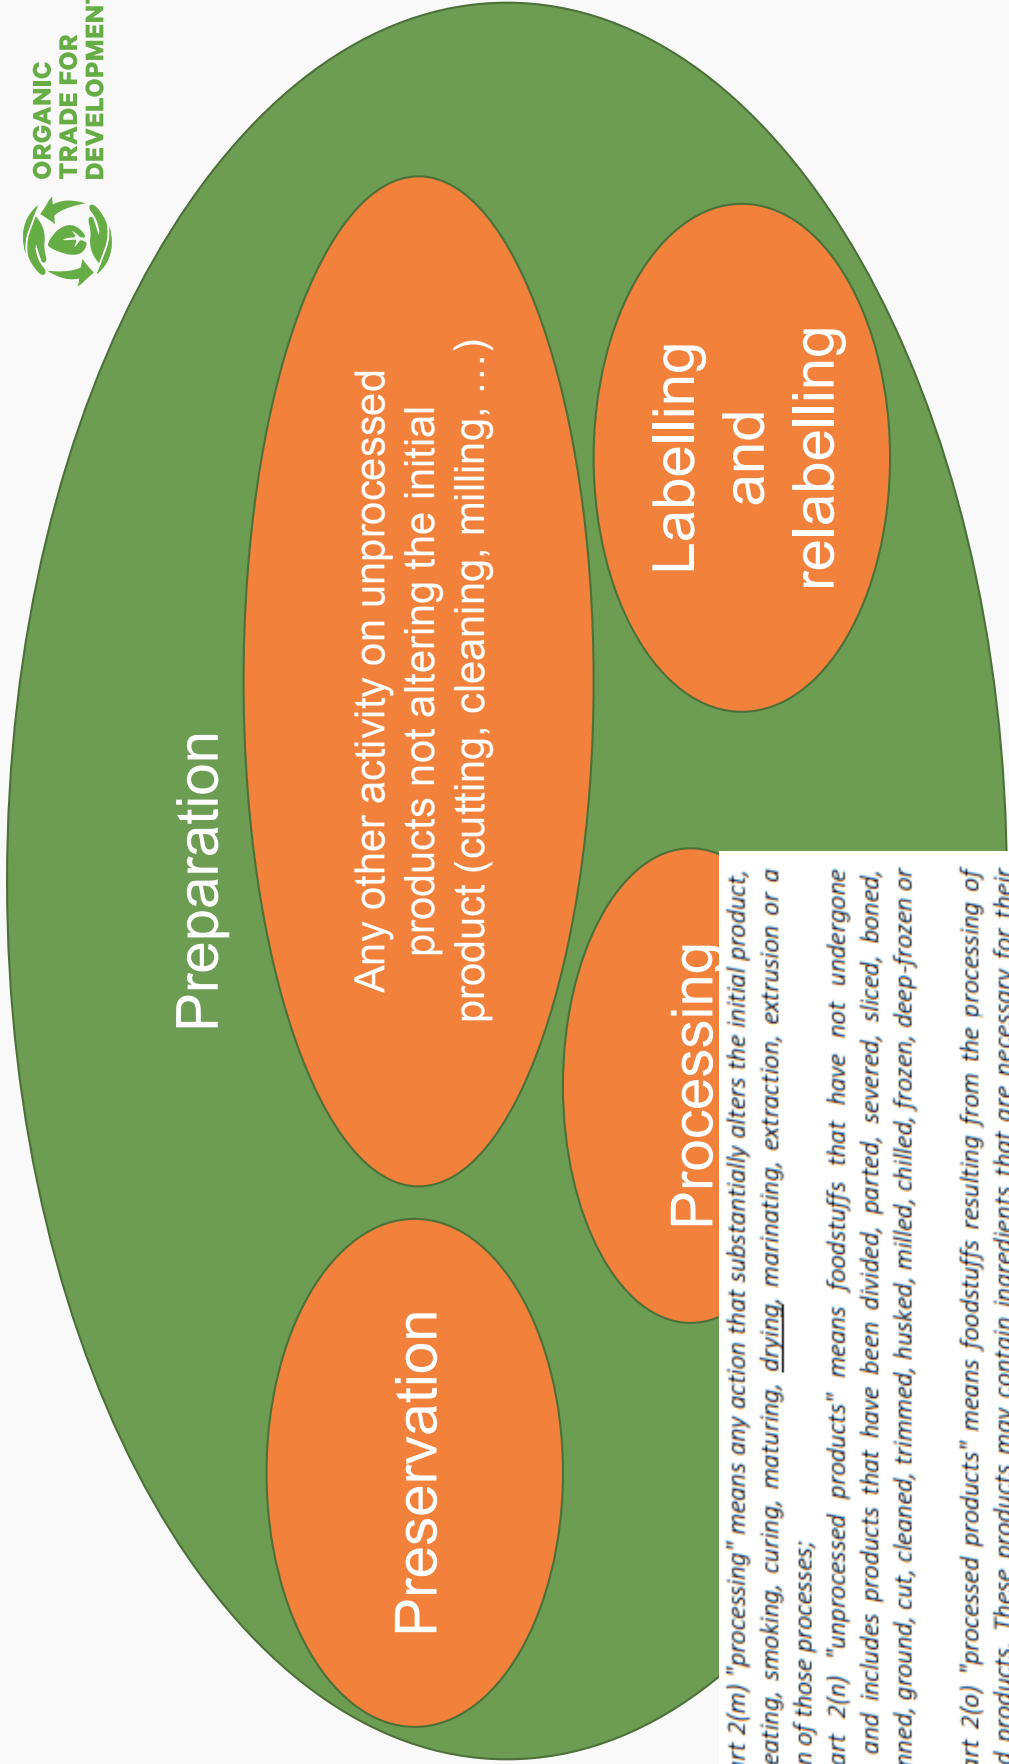 ORGANIC
TRADE FOR
DEVELOPMENT
Preparation
Preservation
Any other activity on unprocessed
products not altering the initial
product (cutting, cleaning, milling, …)
Processing
Labelling
and
relabelling
2(m) "processing" means any action that substantially alters the initial product,
smoking, curing, maturing, drying, marinating, extraction, extrusion or a
of those processes;
2(n) "unprocessed products" means foodstuffs that have not undergone
and includes products that have been divided, parted, severed, sliced, boned,
ground, cut, cleaned, trimmed, husked, milled, chilled, frozen, deep-frozen or
2(o) "processed products" means foodstuffs resulting from the processing of
products. These products may contain ingredients that are necessary for their